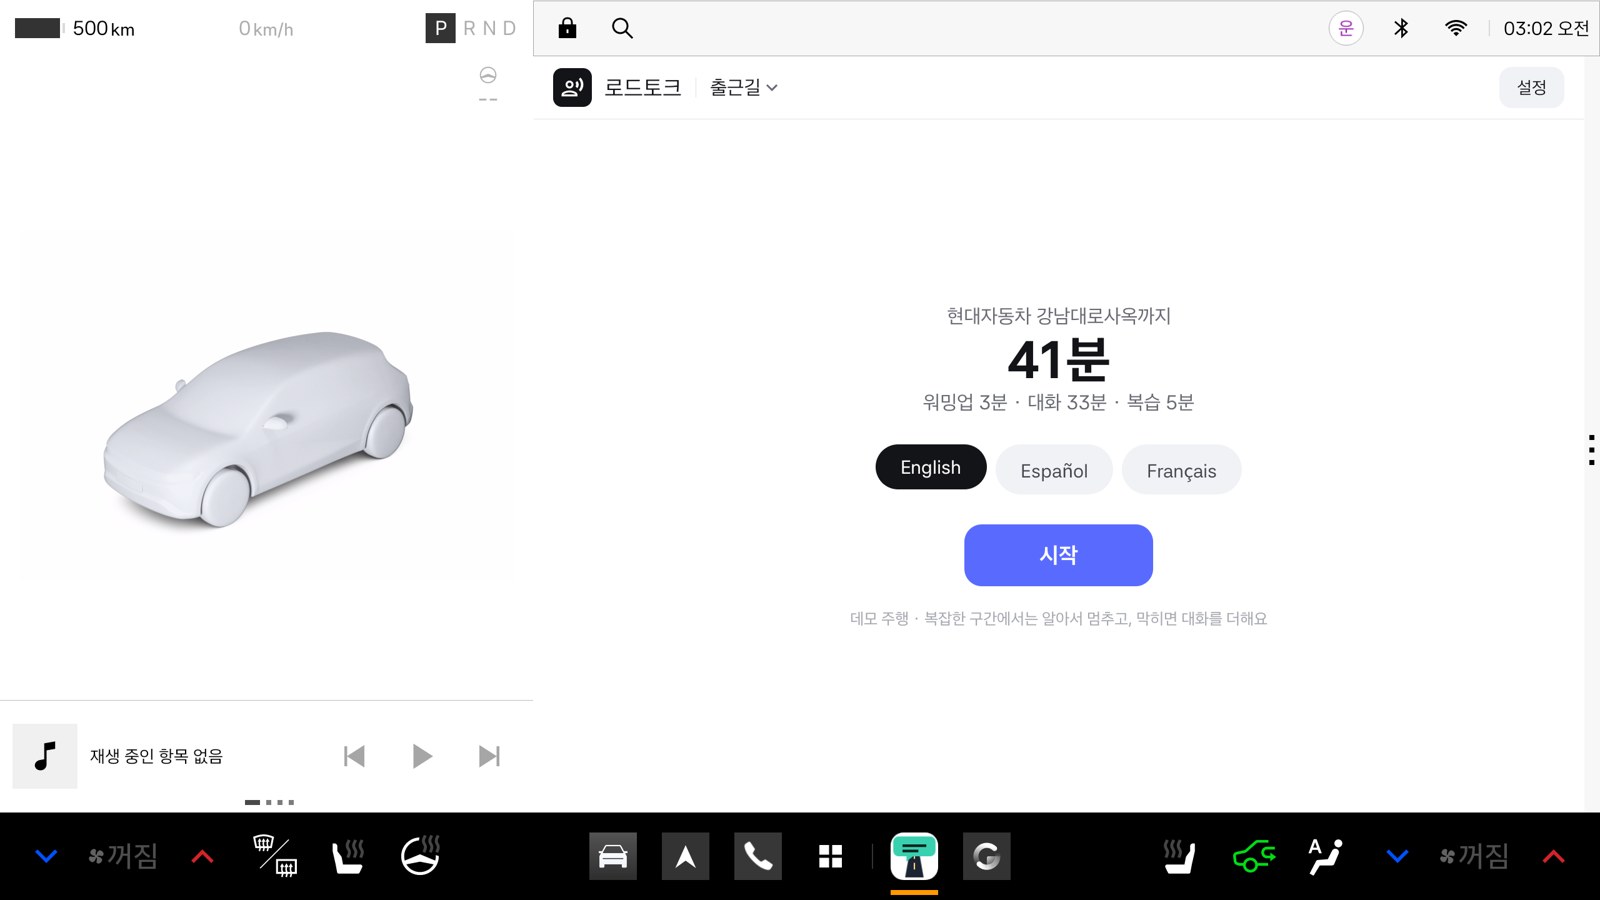 500 km
0 km/h
P R N D
운
03:02 오전
--
로드토크
출근길
설정
현대자동차 강남대로사옥까지
41분
워밍업 3분 · 대화 33분 · 복습 5분
English
Español
Français
시작
데모 주행 · 복잡한 구간에서는 알아서 멈추고, 막히면 대화를 더해요
재생 중인 항목 없음
꺼짐
G
A
꺼짐